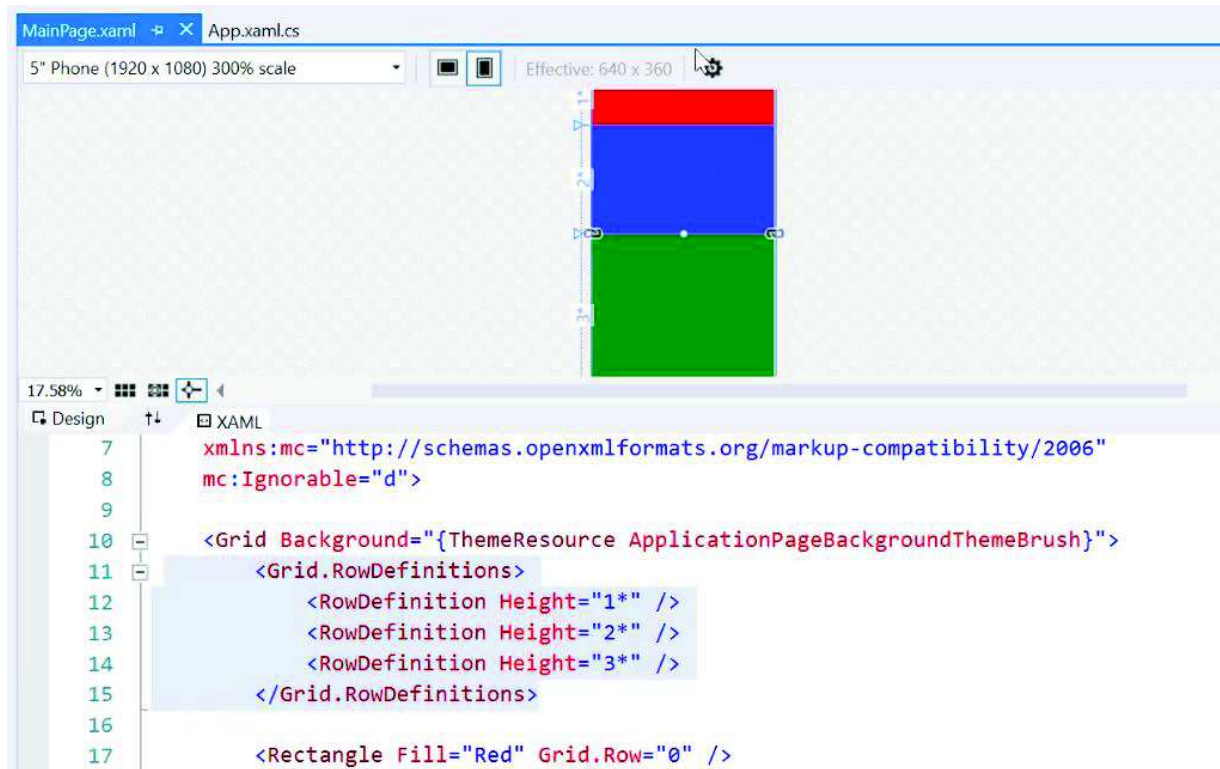 MainPage.xaml App.xaml.cs
5" Phone (1920 x 1080) 300% scale Effective: 640 x 360
1*
2*
3*
17.58%
Design XAML
7 xmlns:mc="http://schemas.openxmlformats.org/markup-compatibility/2006"
8 mc:Ignorable="d">
9
10 <Grid Background="{ThemeResource ApplicationPageBackgroundThemeBrush}">
11 <Grid.RowDefinitions>
12 <RowDefinition Height="1*" />
13 <RowDefinition Height="2*" />
14 <RowDefinition Height="3*" />
15 </Grid.RowDefinitions>
16
17 <Rectangle Fill="Red" Grid.Row="0" />